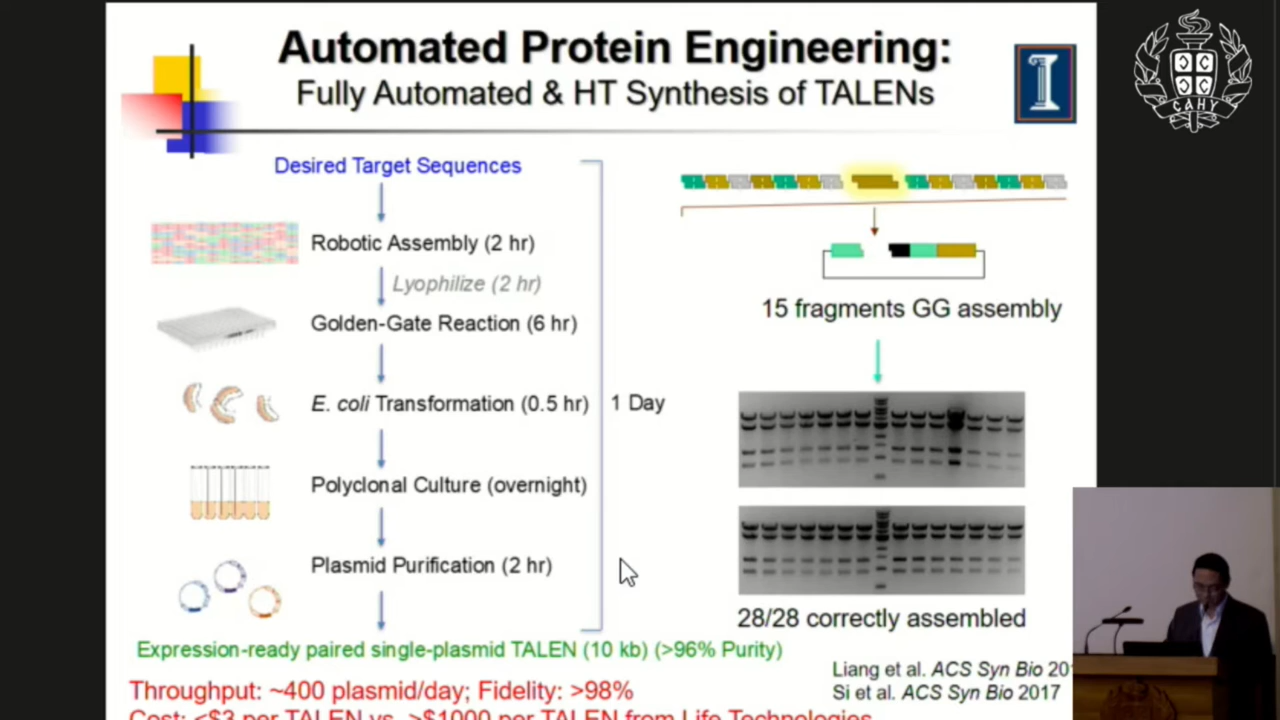 Automated Protein Engineering:
Fully Automated & HT Synthesis of TALENs
Desired Target Sequences
Robotic Assembly (2 hr)
Lyophilize (2 hr)
Golden-Gate Reaction (6 hr)
E. coli Transformation (0.5 hr)
1 Day
Polyclonal Culture (overnight)
Plasmid Purification (2 hr)
Expression-ready paired single-plasmid TALEN (10 kb) (>96% Purity)
Throughput: ~400 plasmid/day; Fidelity: >98%
Cost: <$3 per TALEN vs. >$1000 per TALEN from Life Technologies
15 fragments GG assembly
28/28 correctly assembled
Liang et al. ACS Syn Bio
Si et al. ACS Syn Bio 2017
САНУ